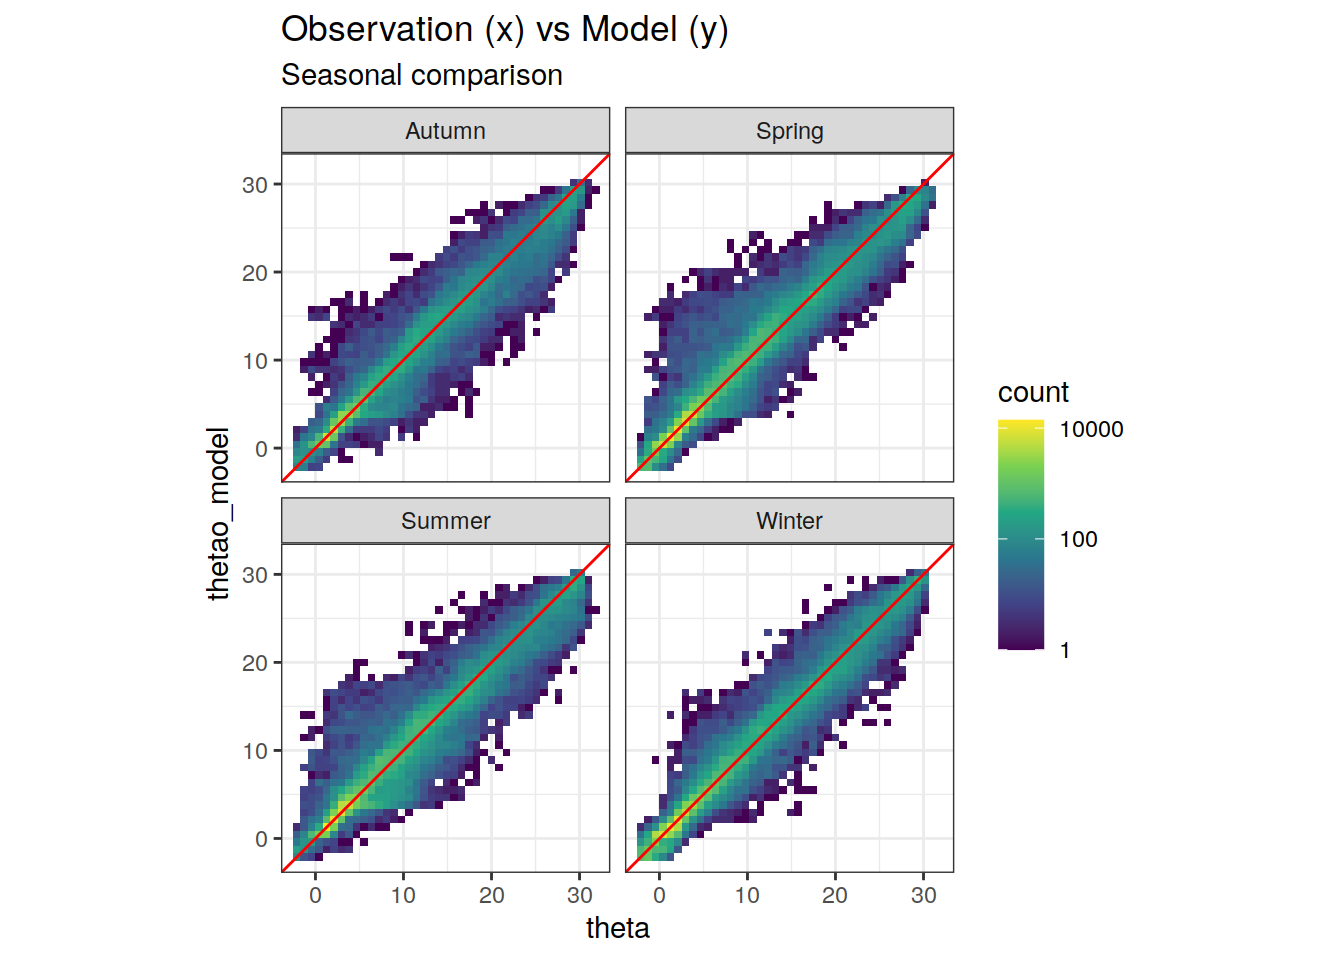 Observation (x) vs Model (y)
Seasonal comparison
Autumn
Spring
30
20
10
0
Summer
Winter
30
20
10
0
0 10 20 30
0 10 20 30
theta
thetao_model
count
10000
100
1